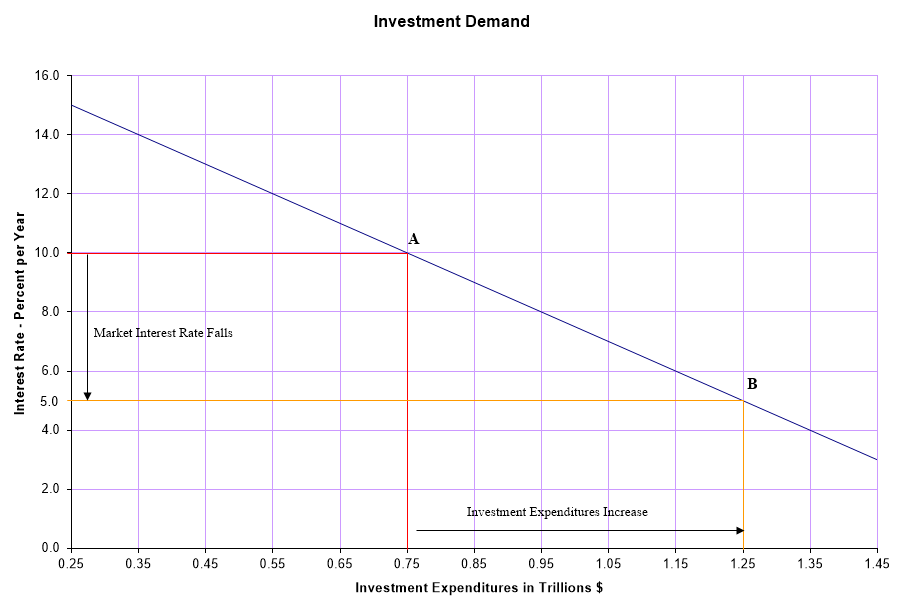 Investment Demand
16.0
14.0
12.0
10.0
8.0
6.0
5.0
4.0
2.0
0.0
Interest Rate - Percent per Year
A
Market Interest Rate Falls
B
Investment Expenditures Increase
0.25 0.35 0.45 0.55 0.65 0.75 0.85 0.95 1.05 1.15 1.25 1.35 1.45
Investment Expenditures in Trillions $